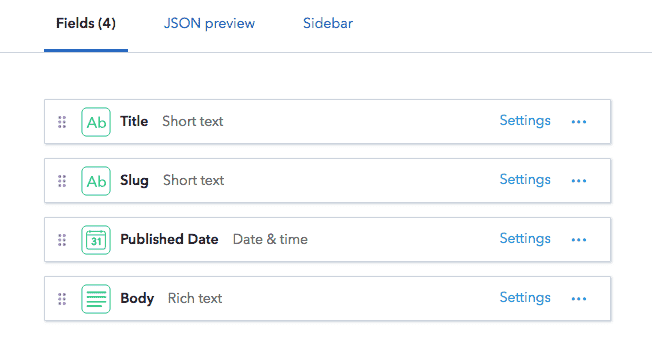 Fields (4) JSON preview Sidebar
Ab Title Short text Settings ...
Ab Slug Short text Settings ...
31 Published Date Date & time Settings ...
Body Rich text Settings ...